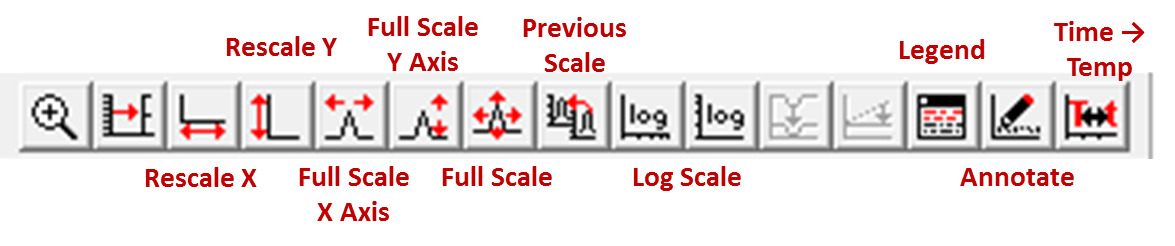 Rescale Y
Full Scale
Y Axis
Previous
Scale
Legend
Time →
Temp
log
log
T↔t
Rescale X
Full Scale
X Axis
Full Scale
Log Scale
Annotate